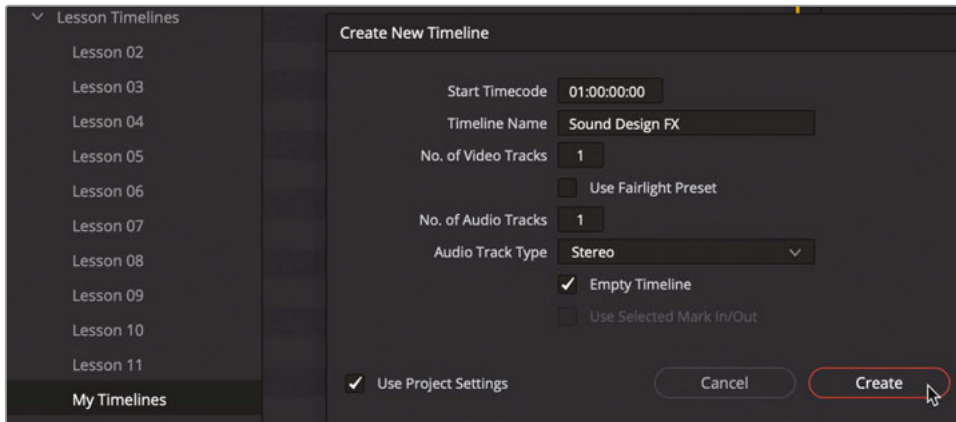 Lesson Timelines
Lesson 02
Lesson 03
Lesson 04
Lesson 05
Lesson 06
Lesson 07
Lesson 08
Lesson 09
Lesson 10
Lesson 11
My Timelines
Create New Timeline
Start Timecode 01:00:00:00
Timeline Name Sound Design FX
No. of Video Tracks 1
Use Fairlight Preset
No. of Audio Tracks 1
Audio Track Type Stereo
Empty Timeline
Use Selected Mark In/Out
Use Project Settings Cancel Create